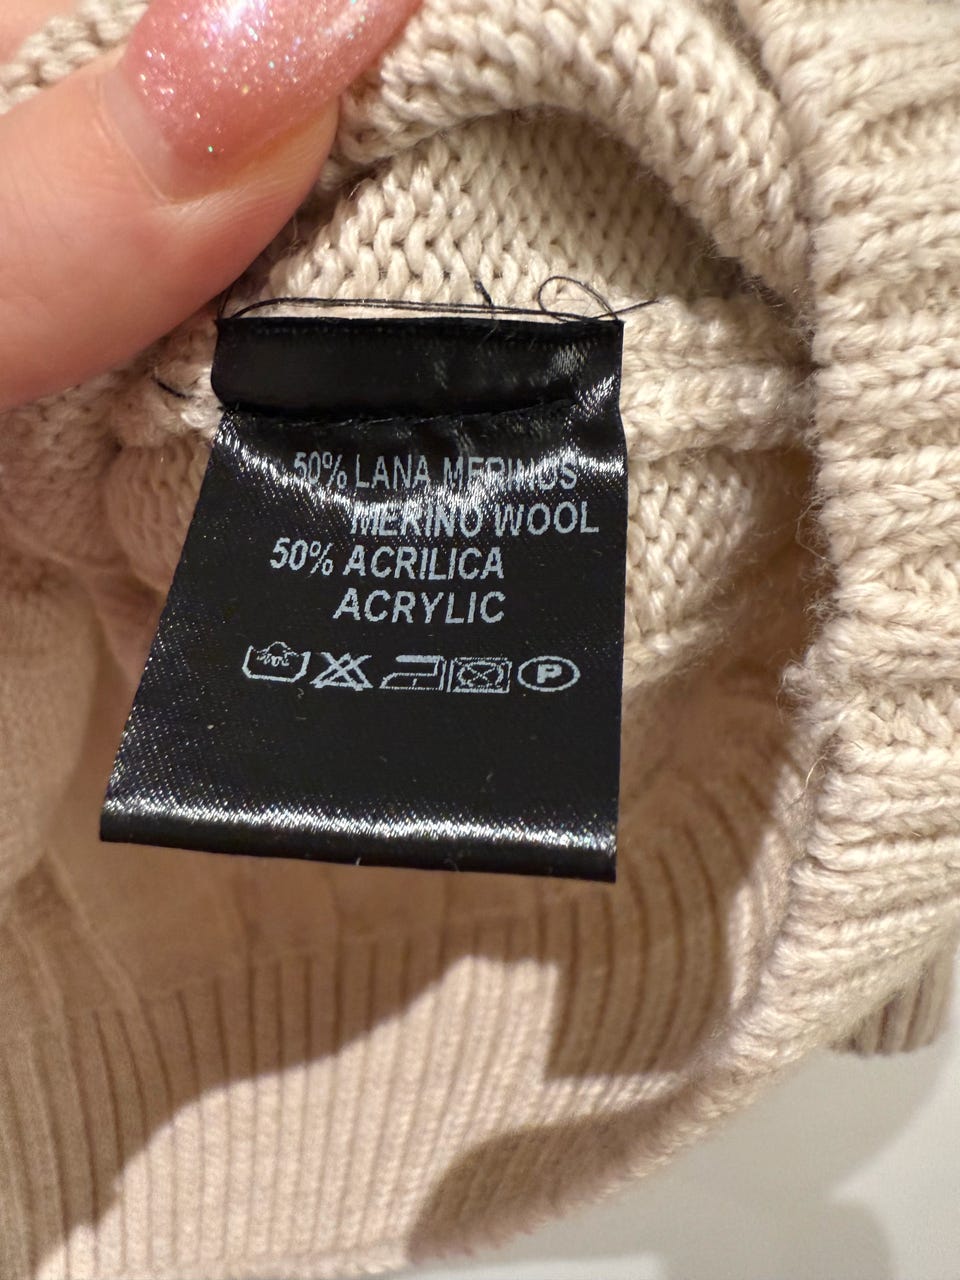 50% LANA MERINOS
MERINO WOOL
50% ACRILICA
ACRYLIC
P